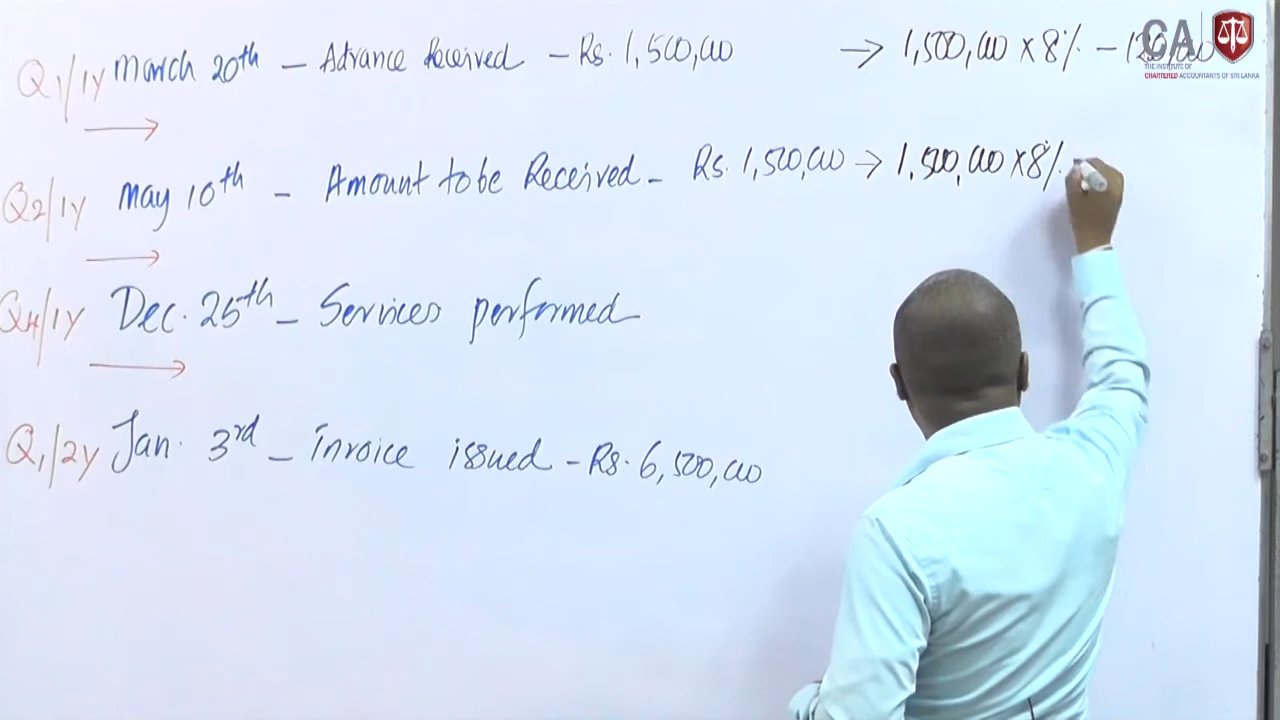 Q1/1Y March 20th - Advance Received - Rs. 1,500,000 → 1,500,000 × 8% - 120,000
CA
THE INSTITUTE OF
CHARTERED ACCOUNTANTS OF SRI LANKA
Q2/1Y May 10th - Amount to be Received - Rs. 1,500,000 → 1,500,000 × 8%
Q4/1Y Dec. 25th - Services performed
Q1/2Y Jan. 3rd - invoice issued - Rs. 6,500,000